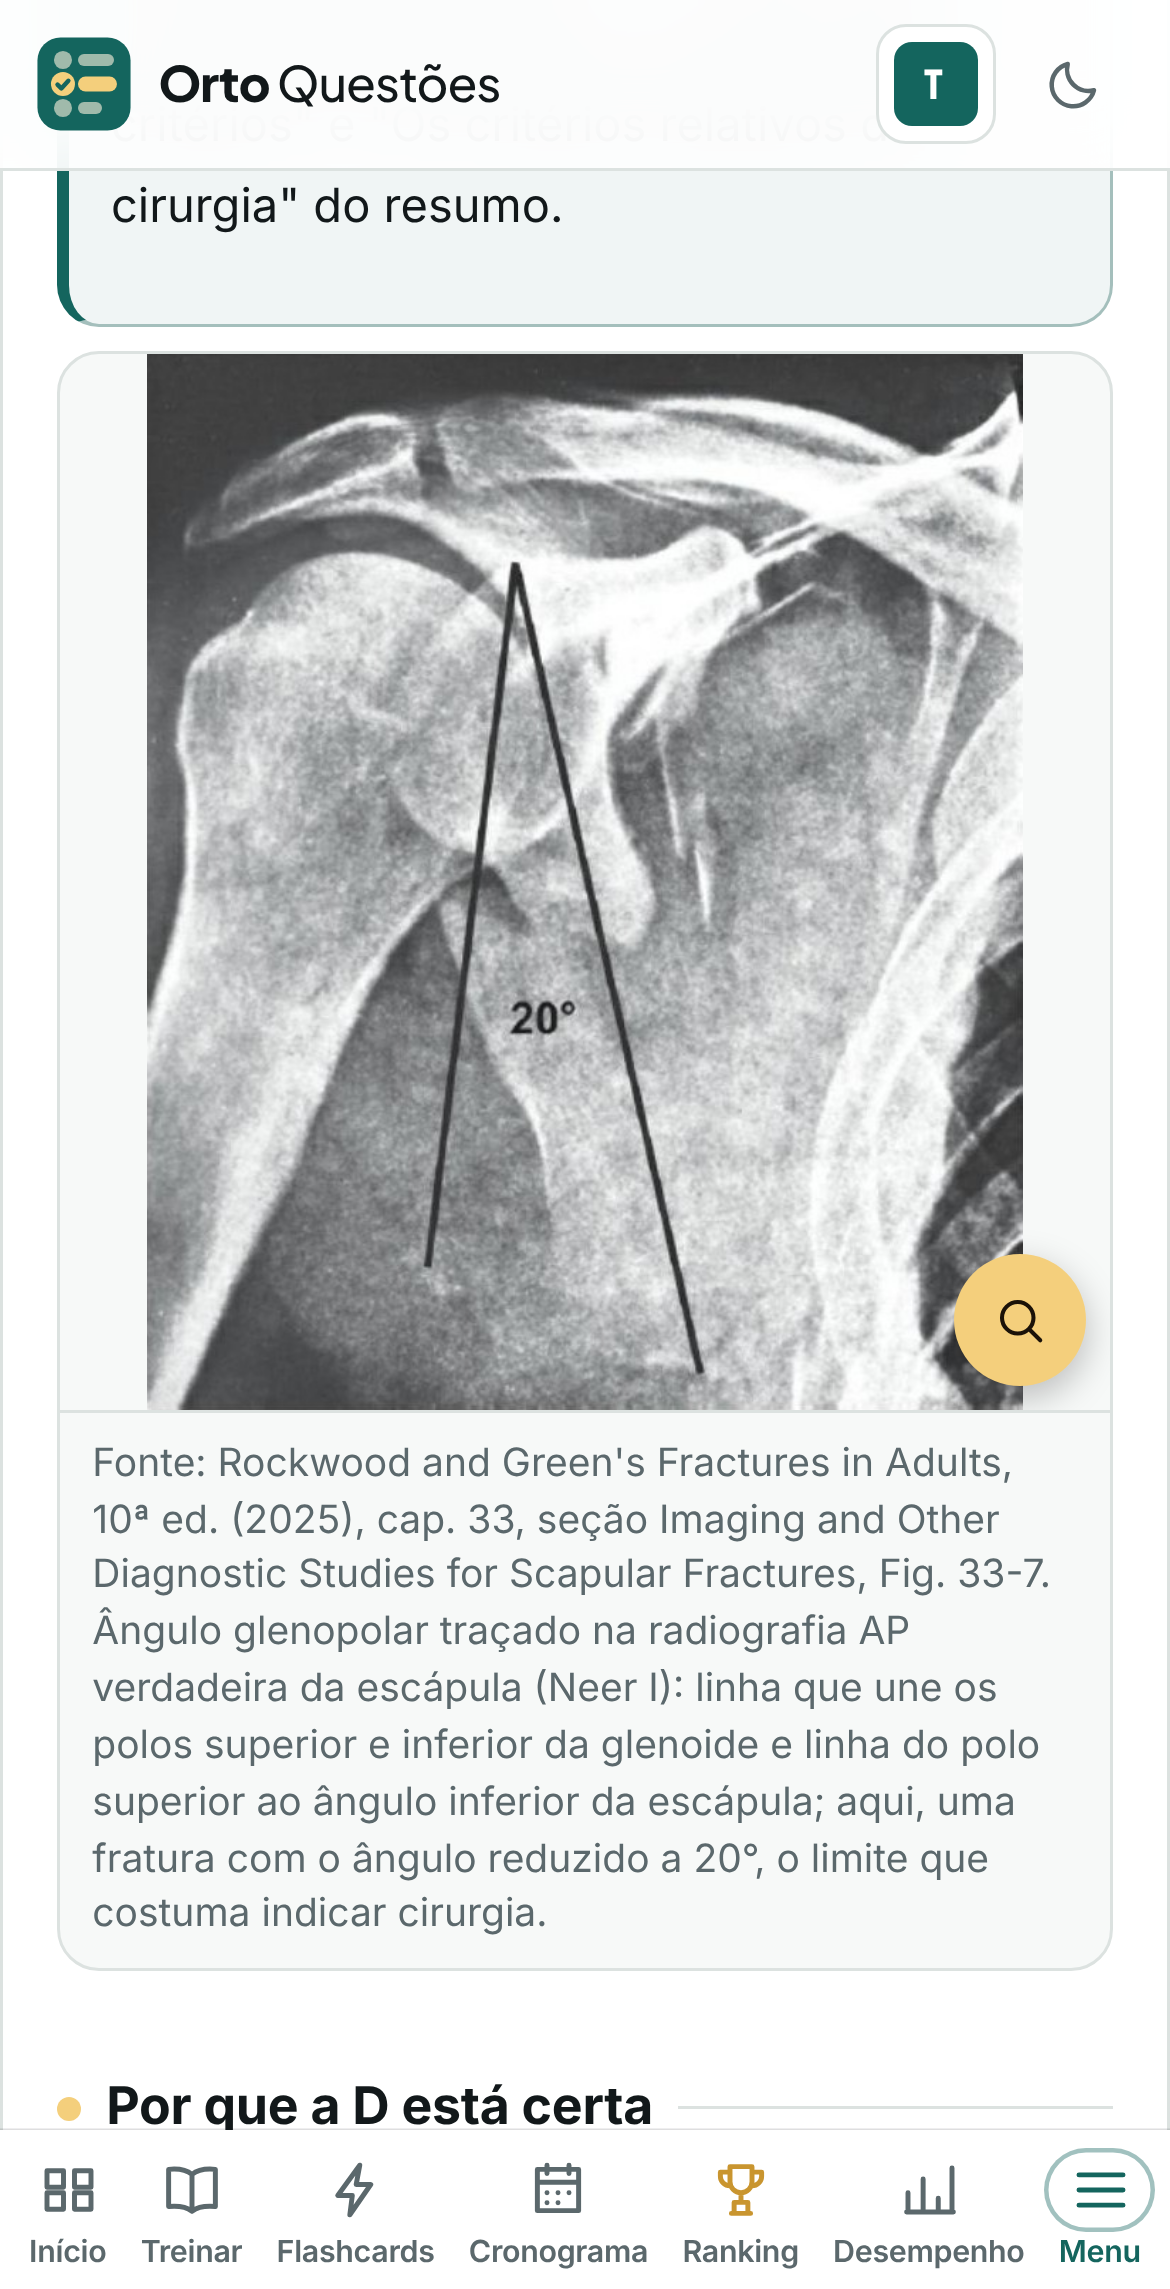 Orto Questões
T
critérios" e "Os critérios relativos d
cirurgia" do resumo.
20°
Fonte: Rockwood and Green's Fractures in Adults,
10ª ed. (2025), cap. 33, seção Imaging and Other
Diagnostic Studies for Scapular Fractures, Fig. 33-7.
Ângulo glenopolar traçado na radiografia AP
verdadeira da escápula (Neer I): linha que une os
polos superior e inferior da glenoide e linha do polo
superior ao ângulo inferior da escápula; aqui, uma
fratura com o ângulo reduzido a 20°, o limite que
costuma indicar cirurgia.
Por que a D está certa
Início Treinar Flashcards Cronograma Ranking Desempenho Menu